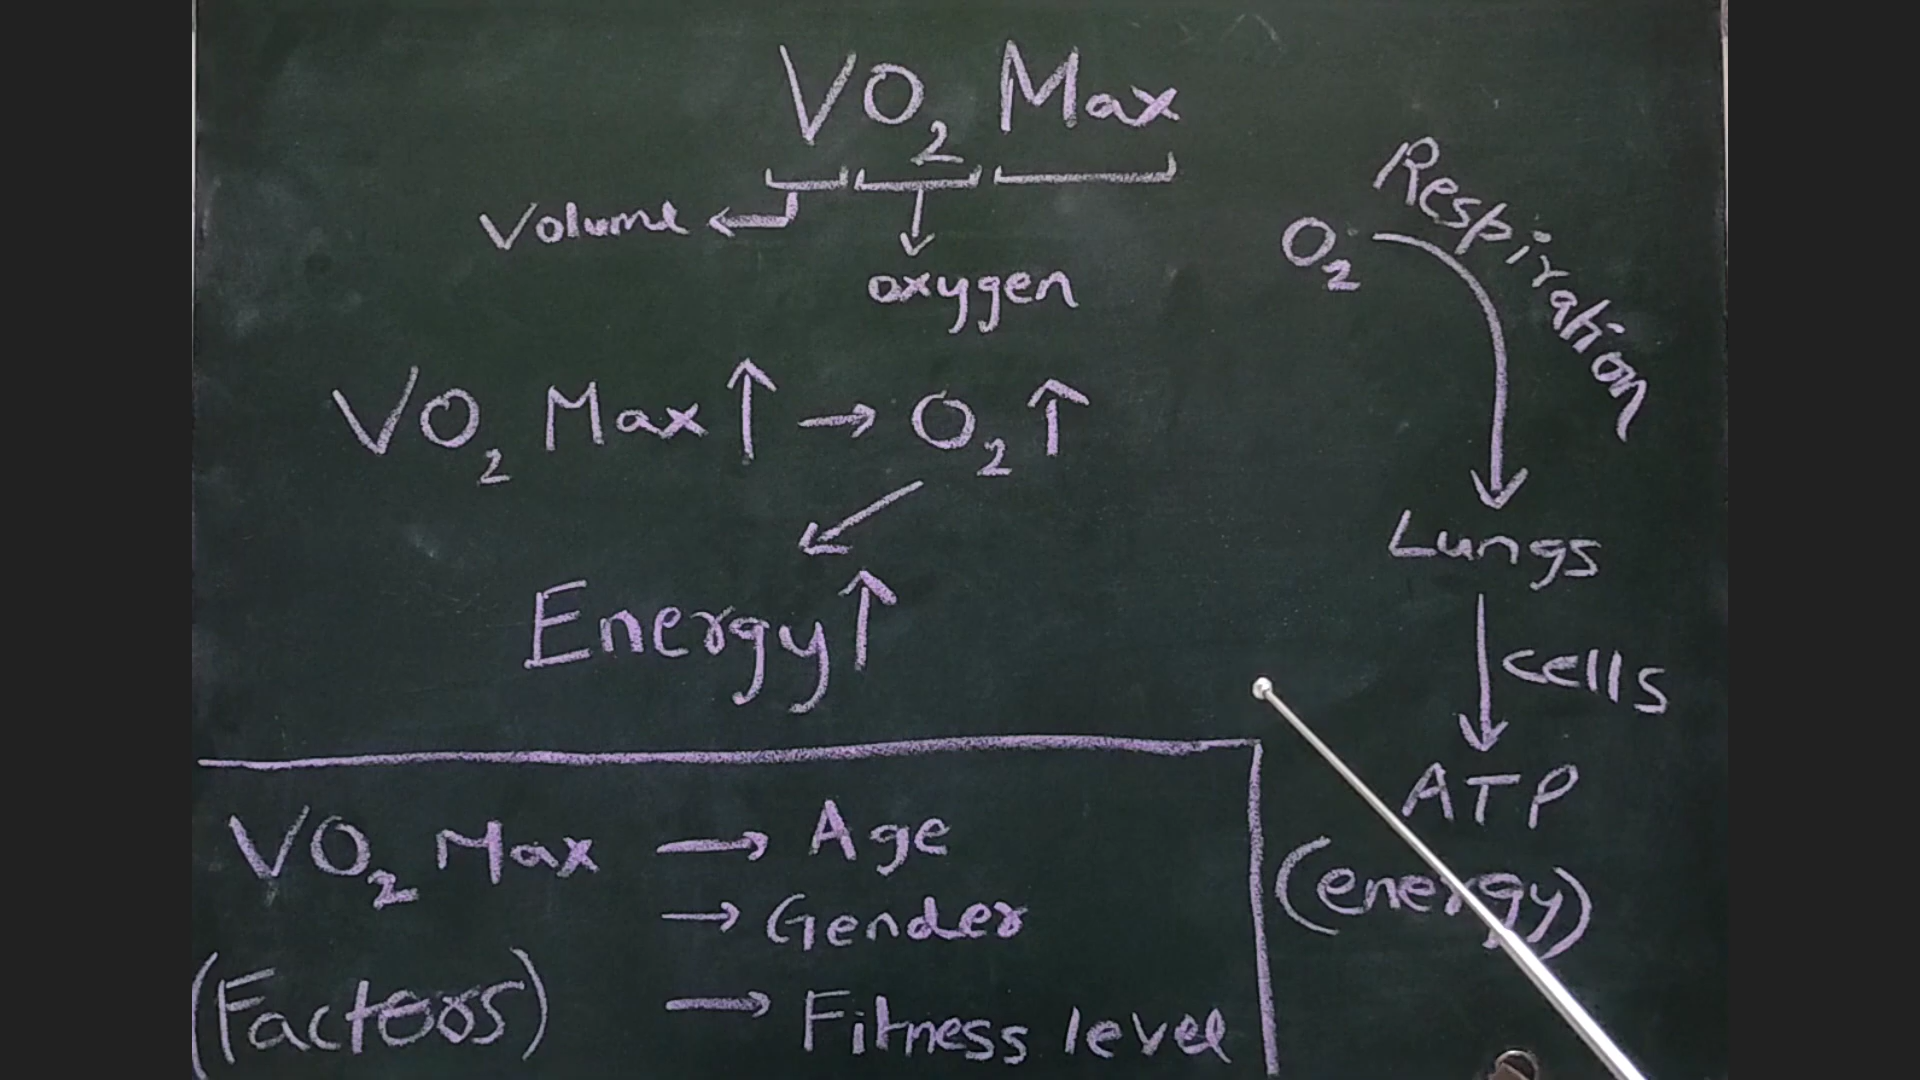 VO₂ Max
Volume ←
↓
oxygen
VO₂ Max ↑ → O₂ ↑
Energy ↑
O₂
Respiration
Lungs
↓ cells
ATP
(energy)
VO₂ Max → Age
→ Gender
(Factors)
→ Fitness level